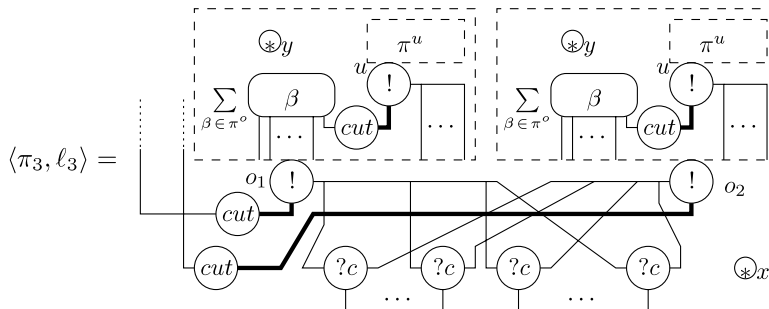 ⊛y π^u ⊛y π^u
u u
∑_{β∈π^o} β cut ! ∑_{β∈π^o} β cut !
⋯ ⋯ ⋯ ⋯
⟨π₃, ℓ₃⟩ =
o₁ ! ! o₂
cut
cut ?c ?c ?c ?c ⊛x
⋯ ⋯